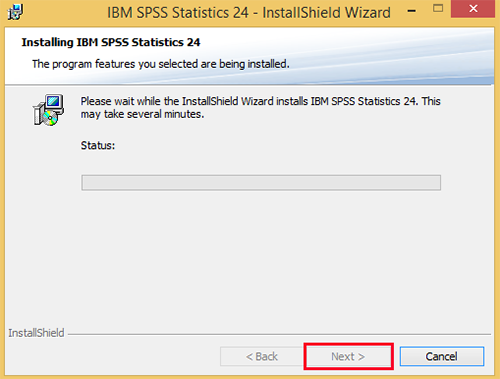 IBM SPSS Statistics 24 - InstallShield Wizard
Installing IBM SPSS Statistics 24
The program features you selected are being installed.
Please wait while the InstallShield Wizard installs IBM SPSS Statistics 24. This
may take several minutes.
Status:
InstallShield
< Back
Next >
Cancel